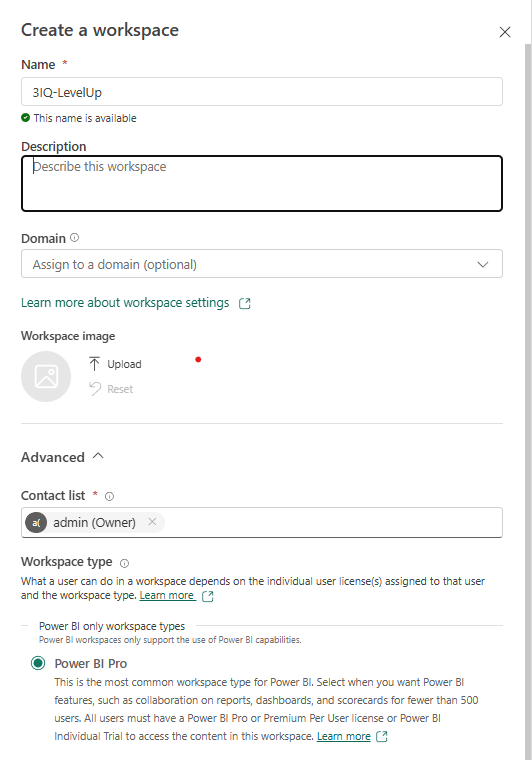 Create a workspace
Name *
3IQ-LevelUp
This name is available
Description
Describe this workspace
Domain
Assign to a domain (optional)
Learn more about workspace settings
Workspace image
Upload
Reset
Advanced
Contact list *
a( admin (Owner)
Workspace type
What a user can do in a workspace depends on the individual user license(s) assigned to that user
and the workspace type. Learn more
Power BI only workspace types
Power BI workspaces only support the use of Power BI capabilities.
Power BI Pro
This is the most common workspace type for Power BI. Select when you want Power BI
features, such as collaboration on reports, dashboards, and scorecards for fewer than 500
users. All users must have a Power BI Pro or Premium Per User license or Power BI
Individual Trial to access the content in this workspace. Learn more